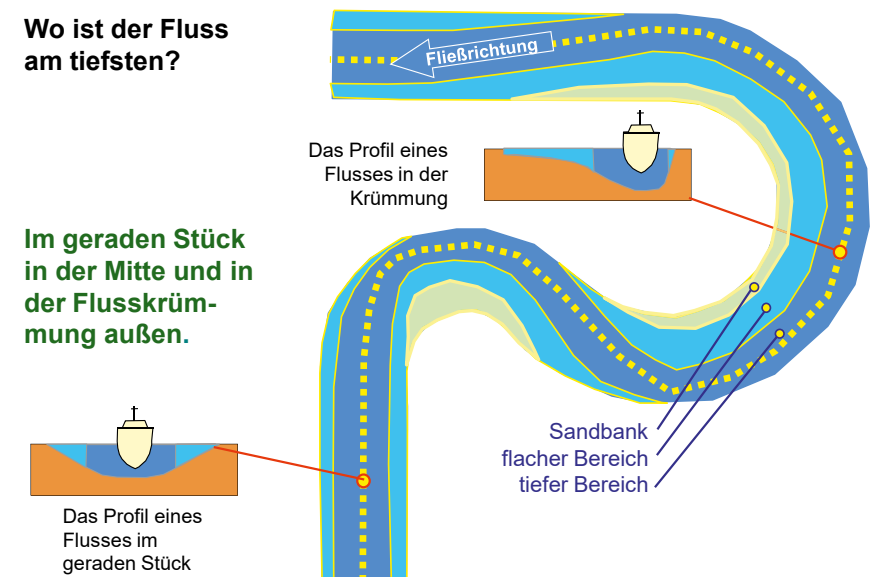 Wo ist der Fluss
am tiefsten?
Fließrichtung
Das Profil eines
Flusses in der
Krümmung
Im geraden Stück
in der Mitte und in
der Flusskrüm-
mung außen.
Sandbank
flacher Bereich
tiefer Bereich
Das Profil eines
Flusses im
geraden Stück